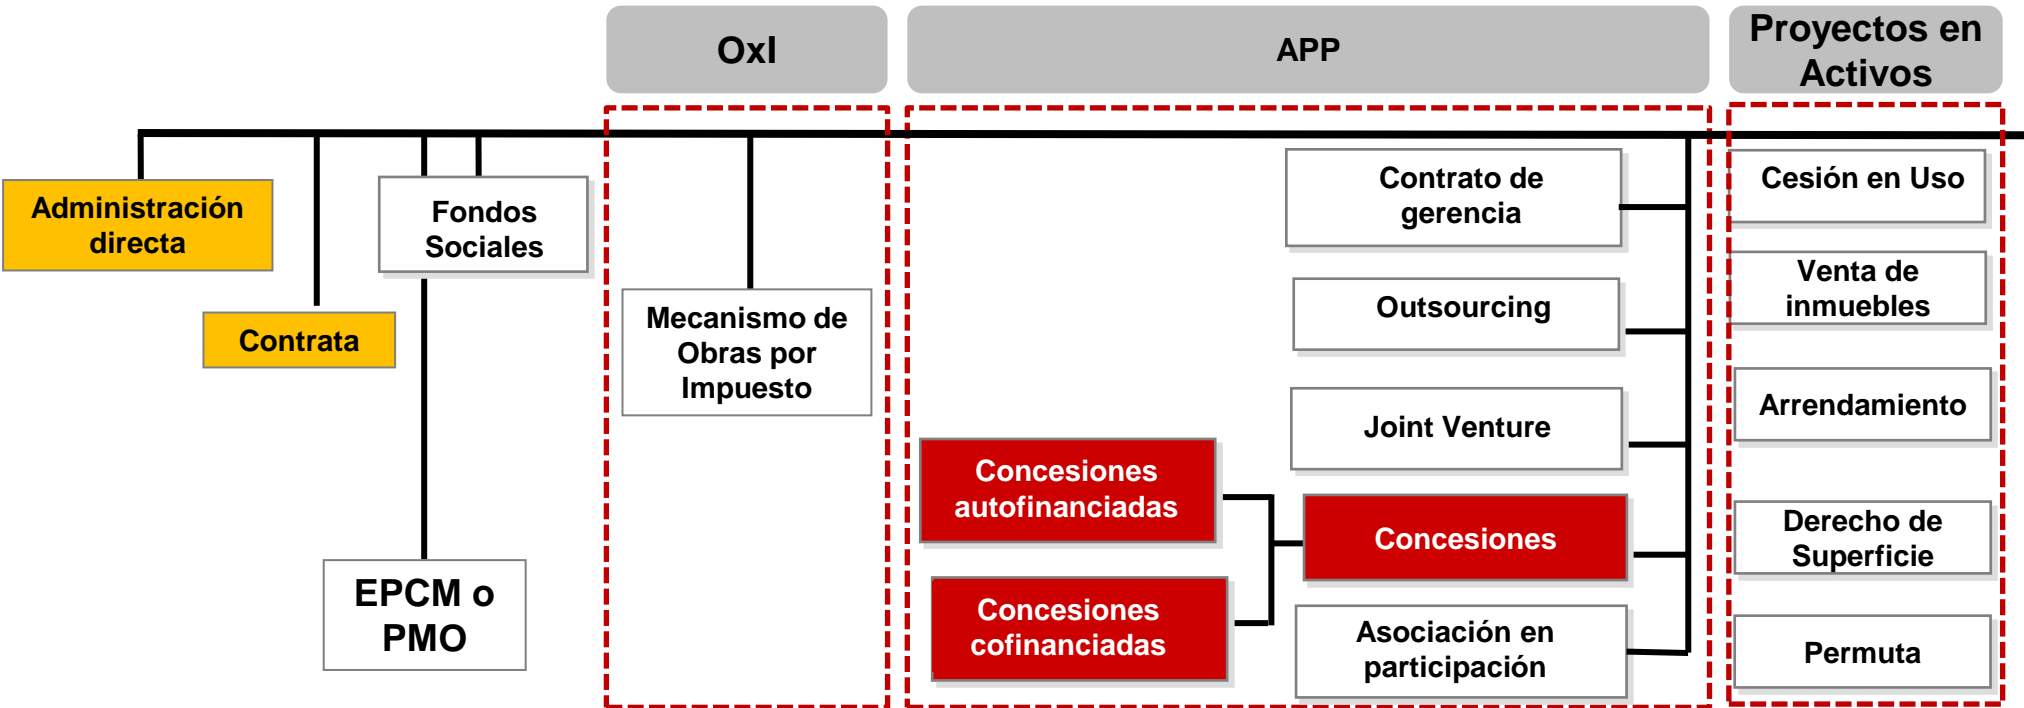 OxI
APP
Proyectos en
Activos
Administración
directa
Contrata
Fondos
Sociales
EPCM o
PMO
Mecanismo de
Obras por
Impuesto
Contrato de
gerencia
Outsourcing
Joint Venture
Concesiones
autofinanciadas
Concesiones
Concesiones
cofinanciadas
Asociación en
participación
Cesión en Uso
Venta de
inmuebles
Arrendamiento
Derecho de
Superficie
Permuta